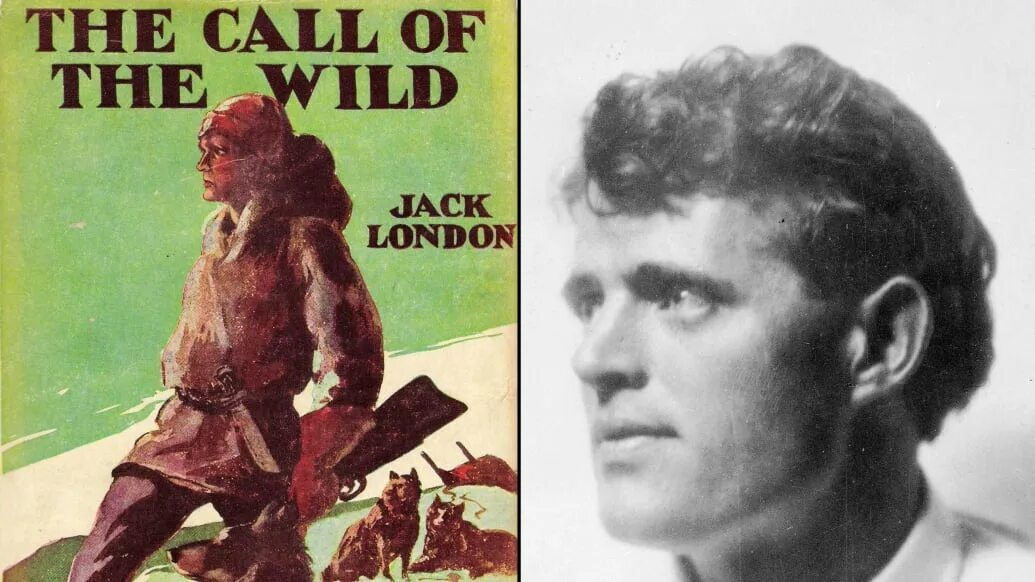 THE CALL OF
THE WILD
JACK
LONDON